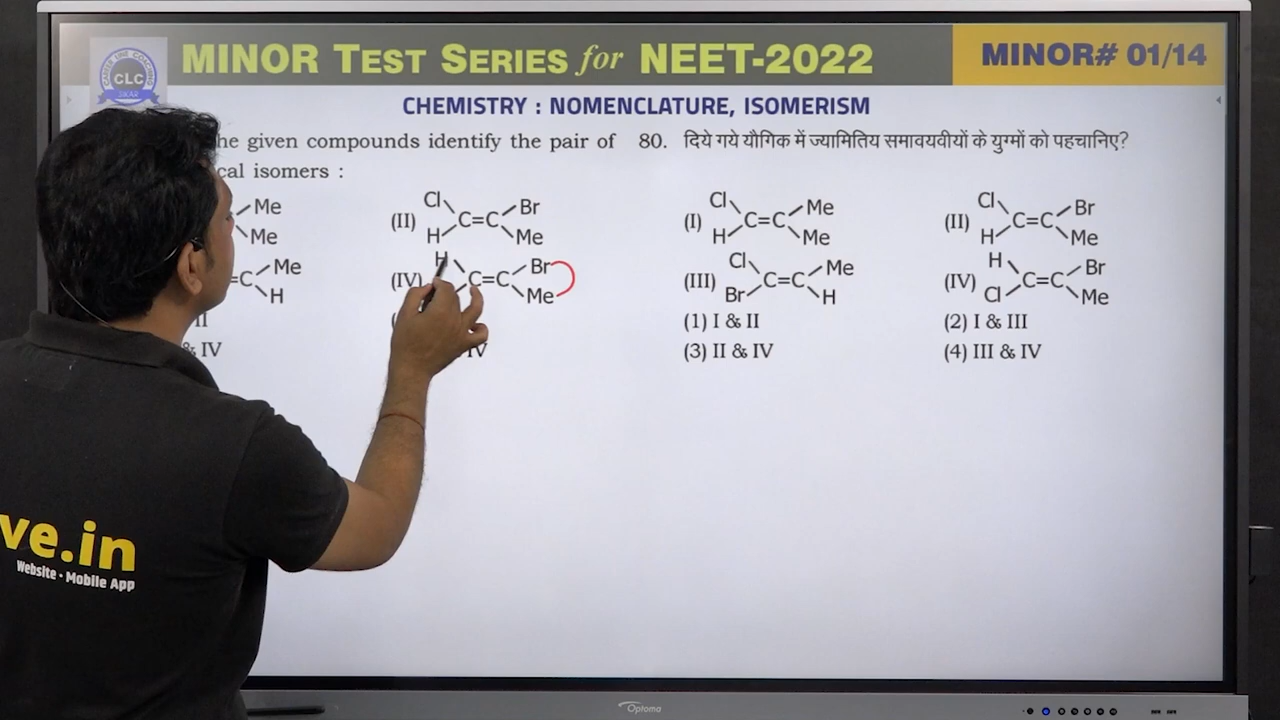 MINOR TEST SERIES for NEET-2022
MINOR# 01/14
CLC
SIKAR
CHEMISTRY : NOMENCLATURE, ISOMERISM
he given compounds identify the pair of
cal isomers :
Me
Me
(II) Cl H C=C Br Me
=C Me H
(IV) H C=C Br Me
II
& IV
IV
80. दिये गये यौगिक में ज्यामितिय समावयवीयों के युग्मों को पहचानिए?
(I) Cl H C=C Me Me
(II) Cl H C=C Br Me
(III) Cl Br C=C Me H
(IV) H Cl C=C Br Me
(1) I & II
(2) I & III
(3) II & IV
(4) III & IV
ve.in
Website · Mobile App
Optoma